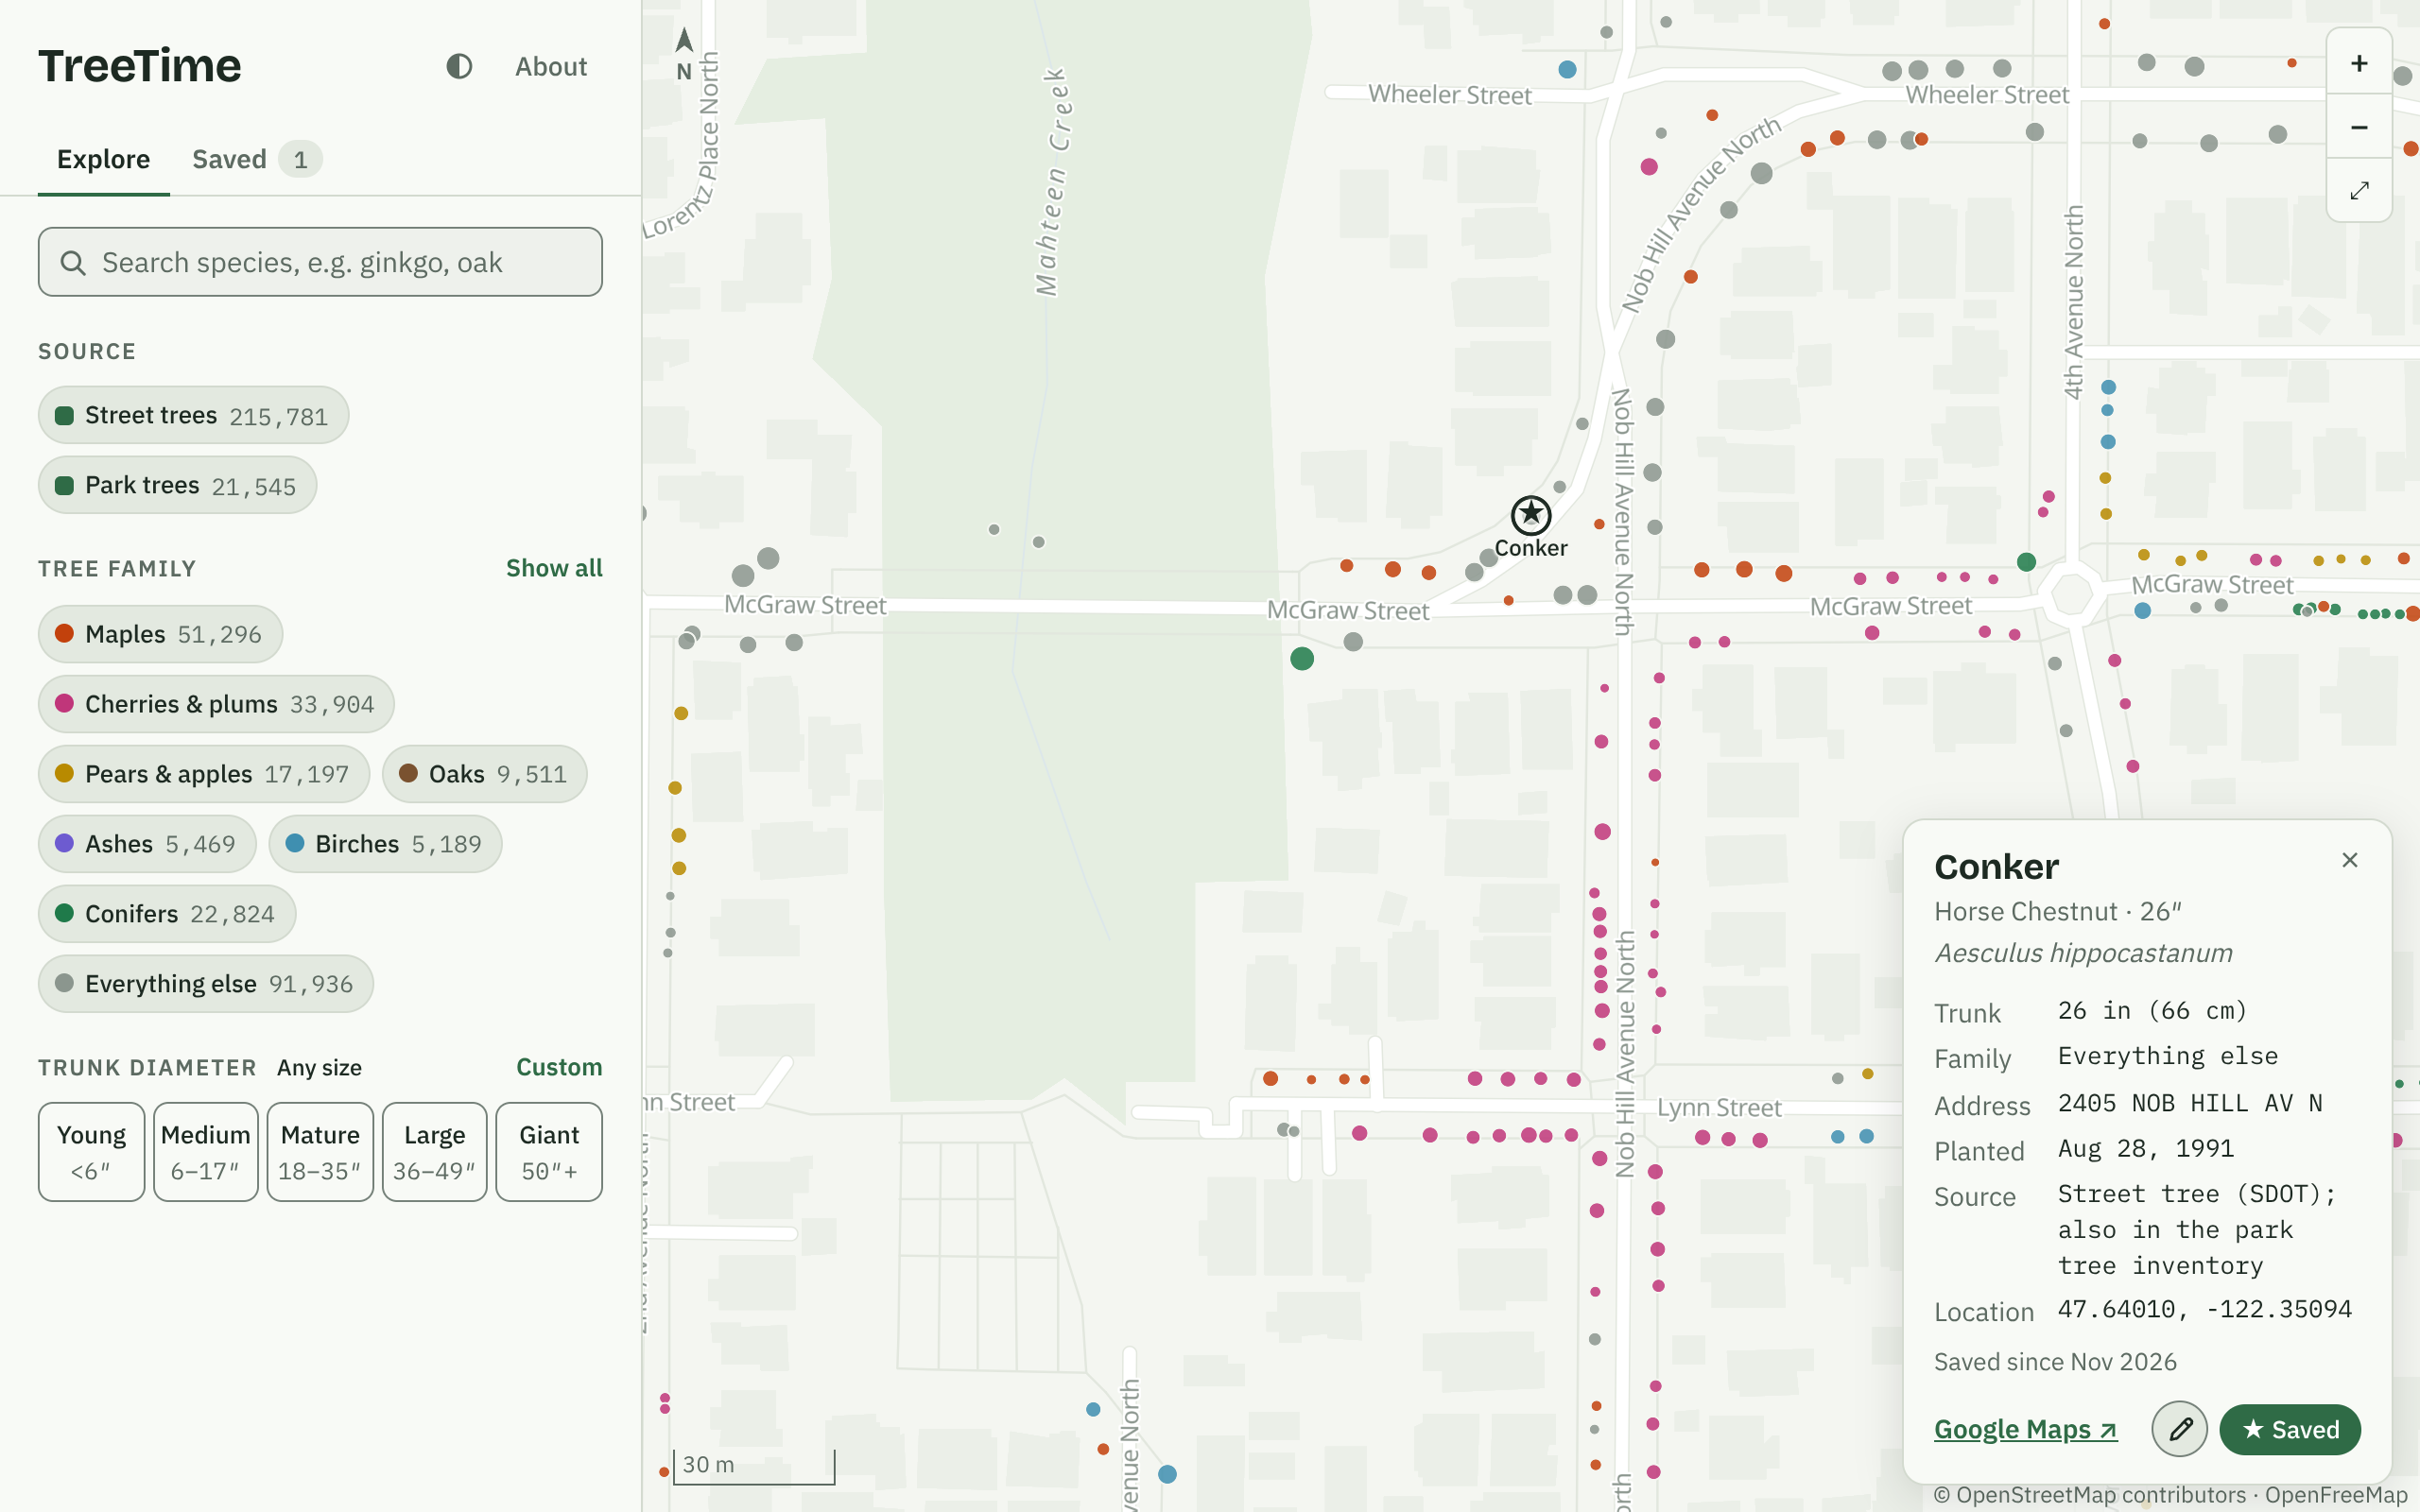 TreeTime
About
Explore
Saved 1
Search species, e.g. ginkgo, oak
SOURCE
Street trees 215,781
Park trees 21,545
TREE FAMILY
Show all
Maples 51,296
Cherries & plums 33,904
Pears & apples 17,197
Oaks 9,511
Ashes 5,469
Birches 5,189
Conifers 22,824
Everything else 91,936
TRUNK DIAMETER Any size
Custom
Young
<6″
Medium
6–17″
Mature
18–35″
Large
36–49″
Giant
50″+
N
Lorentz Place North
Mahteen Creek
Wheeler Street
Wheeler Street
Nob Hill Avenue North
4th Avenue North
Nob Hill Avenue North
Conker
McGraw Street
McGraw Street
McGraw Street
McGraw Street
Nob Hill Avenue North
nn Street
Lynn Street
2nd Avenue North
venue North
orth
30 m
+
−
Conker
×
Horse Chestnut · 26″
Aesculus hippocastanum
Trunk 26 in (66 cm)
Family Everything else
Address 2405 NOB HILL AV N
Planted Aug 28, 1991
Source Street tree (SDOT);
also in the park
tree inventory
Location 47.64010, -122.35094
Saved since Nov 2026
Google Maps ↗
★ Saved
© OpenStreetMap contributors · OpenFreeMap